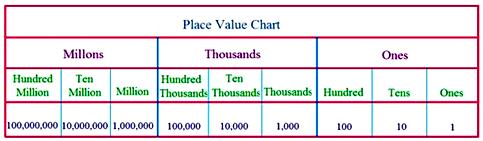 Place Value Chart
Millons Thousands Ones
Hundred Million Ten Million Million Hundred Thousands Ten Thousands Thousands Hundred Tens Ones
100,000,000 10,000,000 1,000,000 100,000 10,000 1,000 100 10 1